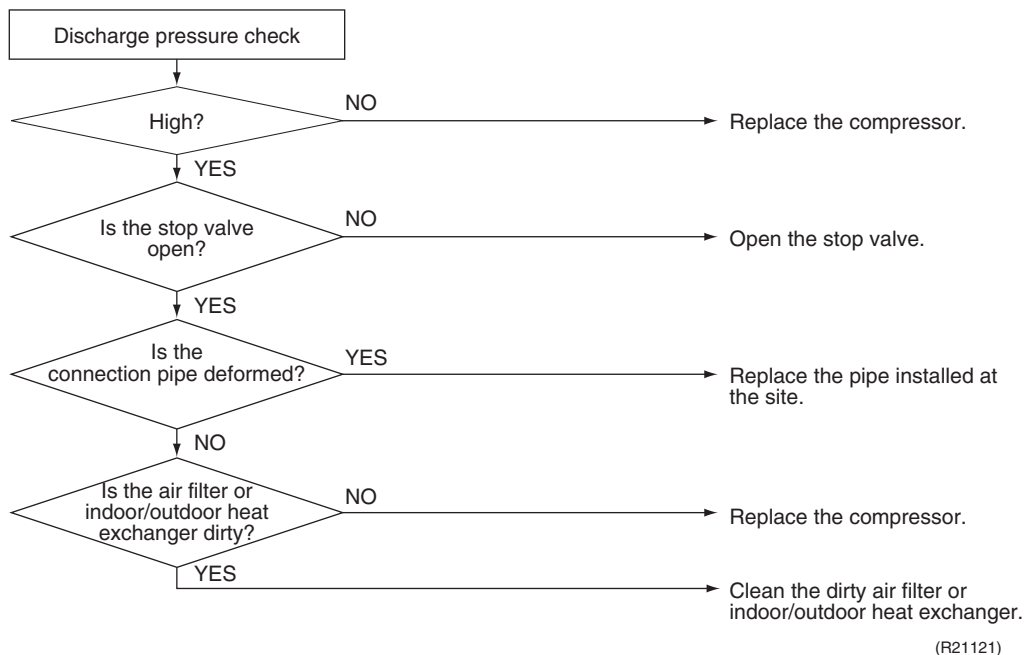 Discharge pressure check
High?
NO
Replace the compressor.
YES
Is the stop valve
open?
NO
Open the stop valve.
YES
Is the
connection pipe deformed?
YES
Replace the pipe installed at
the site.
NO
Is the air filter or
indoor/outdoor heat
exchanger dirty?
NO
Replace the compressor.
YES
Clean the dirty air filter or
indoor/outdoor heat exchanger.
(R21121)